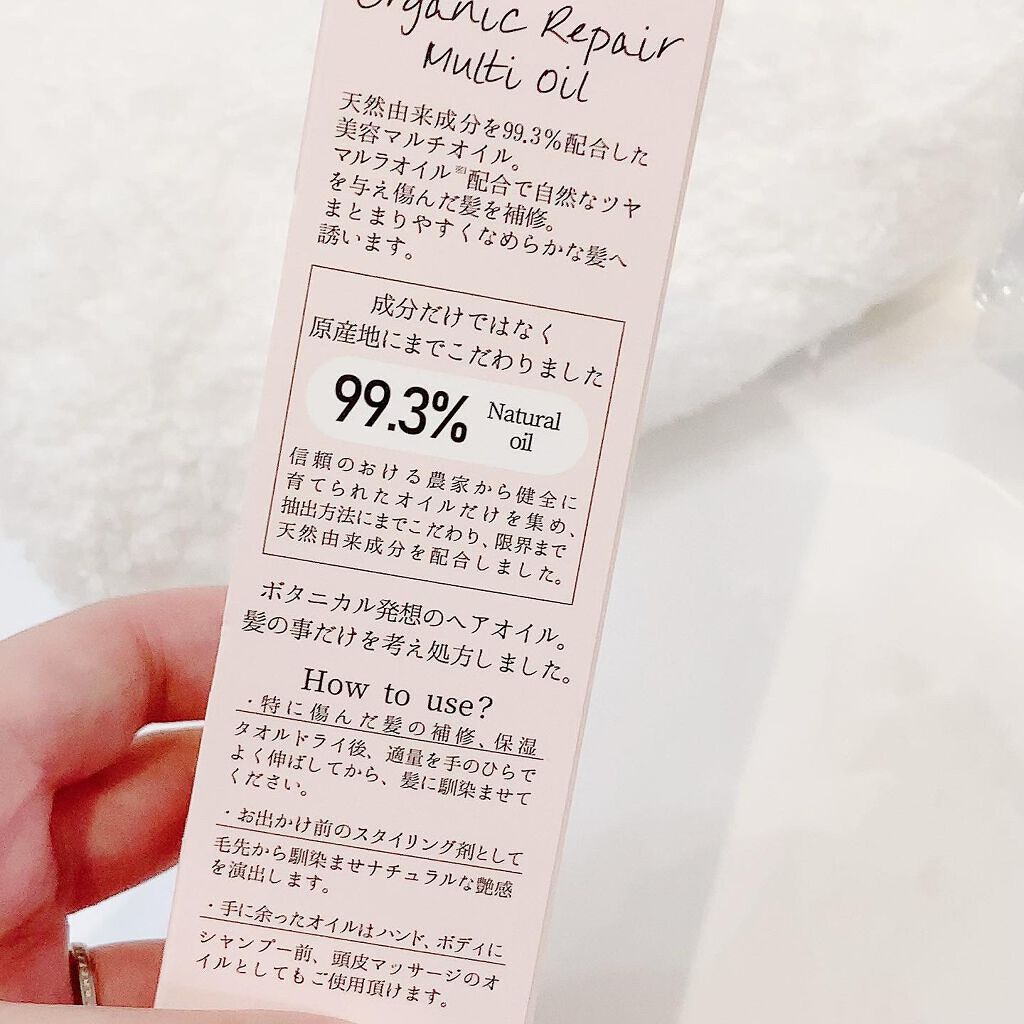 Organic Repair
Multi Oil
天然由来成分を99.3%配合した
美容マルチオイル。
マルラオイル※配合で自然なツヤ
を与え傷んだ髪を補修。
まとまりやすくなめらかな髪へ
誘います。
成分だけではなく
原産地にまでこだわりました
99.3% Natural
oil
信頼のおける農家から健全に
育てられたオイルだけを集め、
抽出方法にまでこだわり、限界まで
天然由来成分を配合しました。
ボタニカル発想のヘアオイル。
髪の事だけを考え処方しました。
How to use?
・特に傷んだ髪の補修、保湿
タオルドライ後、適量を手のひらで
よく伸ばしてから、髪に馴染ませて
ください。
・お出かけ前のスタイリング剤として
毛先から馴染ませナチュラルな艶感
を演出します。
・手に余ったオイルはハンド、ボディに
シャンプー前、頭皮マッサージのオ
イルとしてもご使用頂けます。